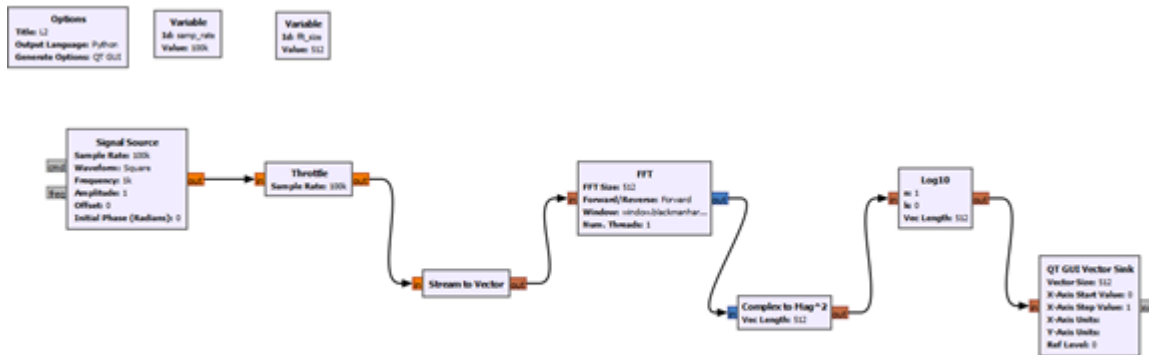 Options
Title: L2
Output Language: Python
Generate Options: QT GUI
Variable
Id: samp_rate
Value: 100k
Variable
Id: fft_size
Value: 512
Signal Source
Sample Rate: 100k
Waveform: Square
Frequency: 1k
Amplitude: 1
Offset: 0
Initial Phase (Radians): 0
cmd
freq
out
in
Throttle
Sample Rate: 100k
out
in
Stream to Vector
out
in
FFT
FFT Size: 512
Forward/Reverse: Forward
Window: window.blackmanhar...
Num. Threads: 1
out
in
Complex to Mag^2
Vec Length: 512
out
in
Log10
n: 1
k: 0
Vec Length: 512
out
in
QT GUI Vector Sink
Vector Size: 512
X-Axis Start Value: 0
X-Axis Step Value: 1
X-Axis Units:
Y-Axis Units:
Ref Level: 0